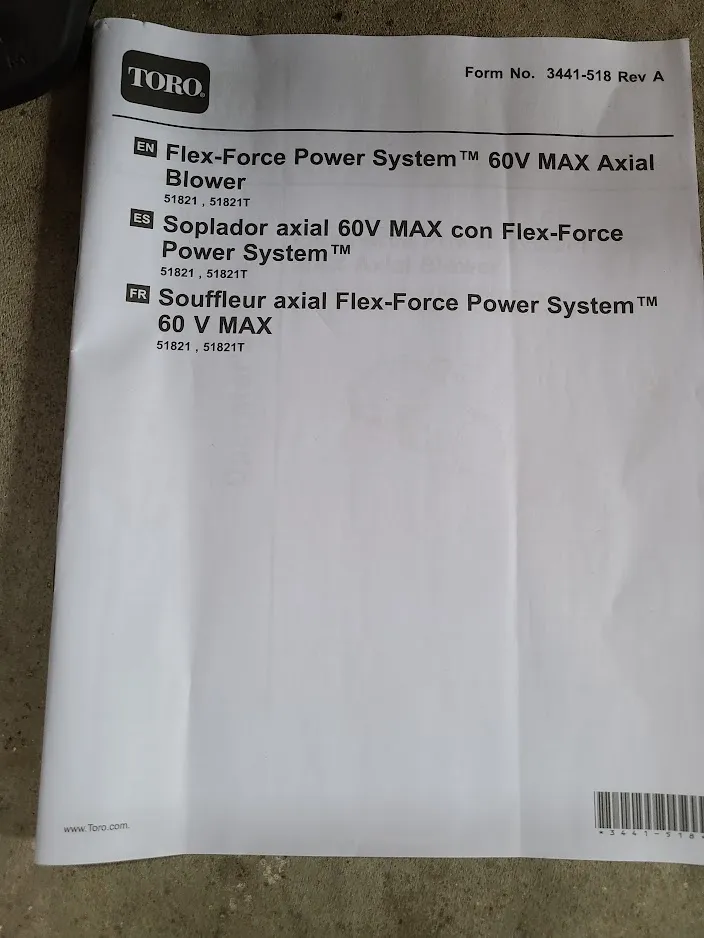 TORO®
Form No. 3441-518 Rev A
EN Flex-Force Power System™ 60V MAX Axial
Blower
51821 , 51821T
ES Soplador axial 60V MAX con Flex-Force
Power System™
51821 , 51821T
FR Souffleur axial Flex-Force Power System™
60 V MAX
51821 , 51821T
www.Toro.com.
*3441-518*